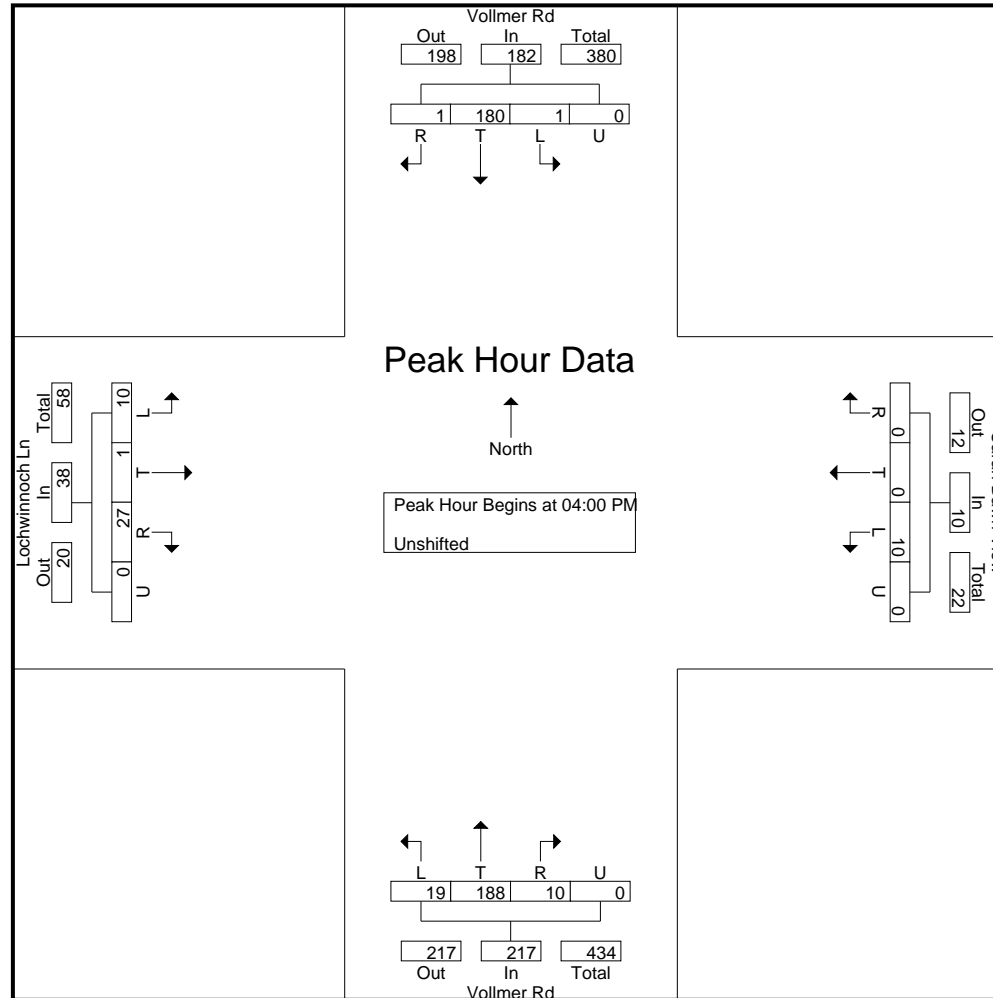 Vollmer Rd
Out In Total
198 182 380
1 180 1 0
R T L U
Peak Hour Data
North
Peak Hour Begins at 04:00 PM
Unshifted
Lochwinnoch Ln
Total In Out
58 38 20
10 1 27 0
L T R U
Out In Total
12 10 22
0 0 10 0
R T L U
L T R U
19 188 10 0
217 217 434
Out In Total
Vollmer Rd